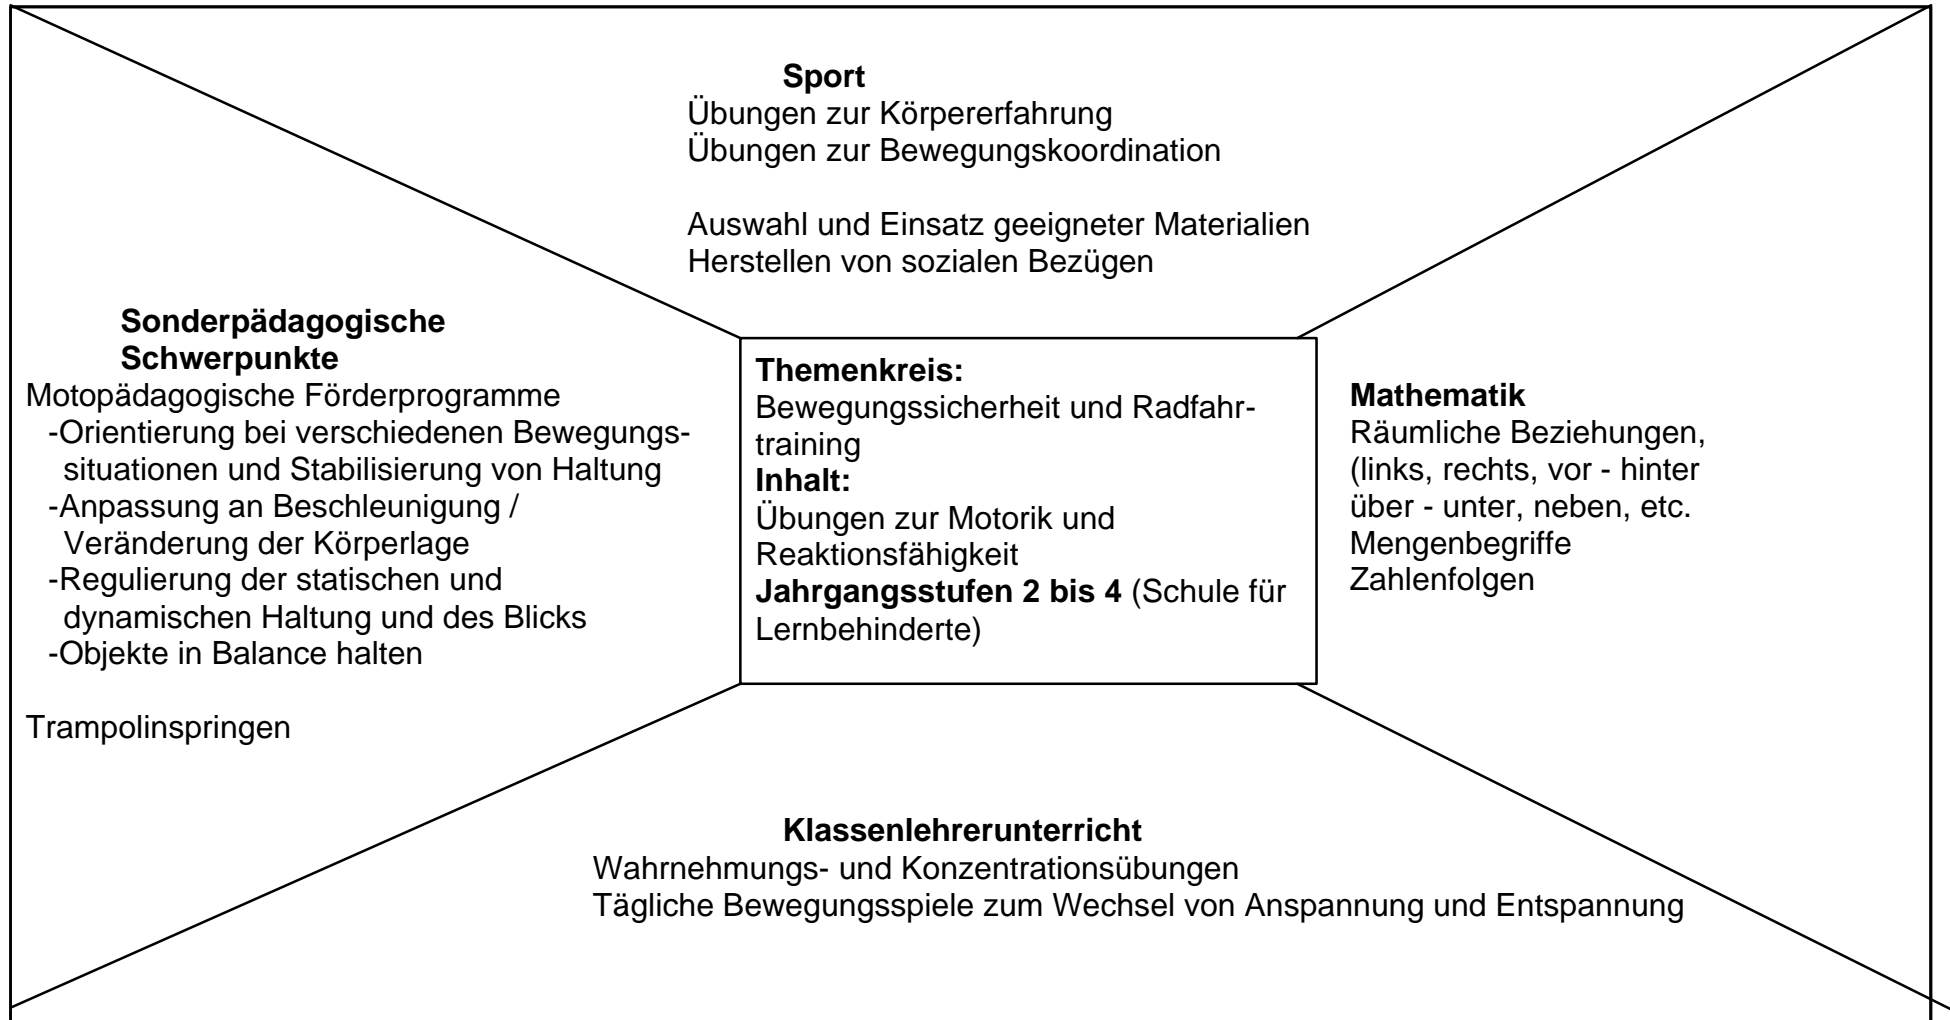 Sport
Übungen zur Körpererfahrung
Übungen zur Bewegungskoordination
Auswahl und Einsatz geeigneter Materialien
Herstellen von sozialen Bezügen
Sonderpädagogische
Schwerpunkte
Motopädagogische Förderprogramme
-Orientierung bei verschiedenen Bewegungs-
situationen und Stabilisierung von Haltung
-Anpassung an Beschleunigung /
Veränderung der Körperlage
-Regulierung der statischen und
dynamischen Haltung und des Blicks
-Objekte in Balance halten
Trampolinspringen
Themenkreis:
Bewegungssicherheit und Radfahr-
training
Inhalt:
Übungen zur Motorik und
Reaktionsfähigkeit
Jahrgangsstufen 2 bis 4 (Schule für
Lernbehinderte)
Mathematik
Räumliche Beziehungen,
(links, rechts, vor - hinter
über - unter, neben, etc.
Mengenbegriffe
Zahlenfolgen
Klassenlehrerunterricht
Wahrnehmungs- und Konzentrationsübungen
Tägliche Bewegungsspiele zum Wechsel von Anspannung und Entspannung